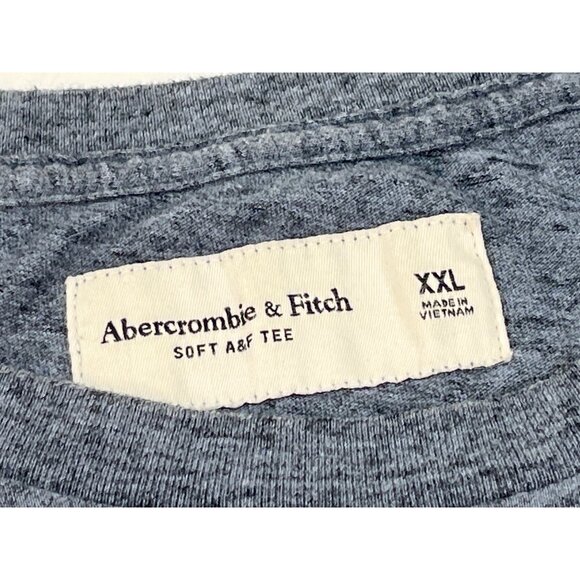 Abercrombie & Fitch
SOFT A&F TEE
XXL
MADE IN
VIETNAM